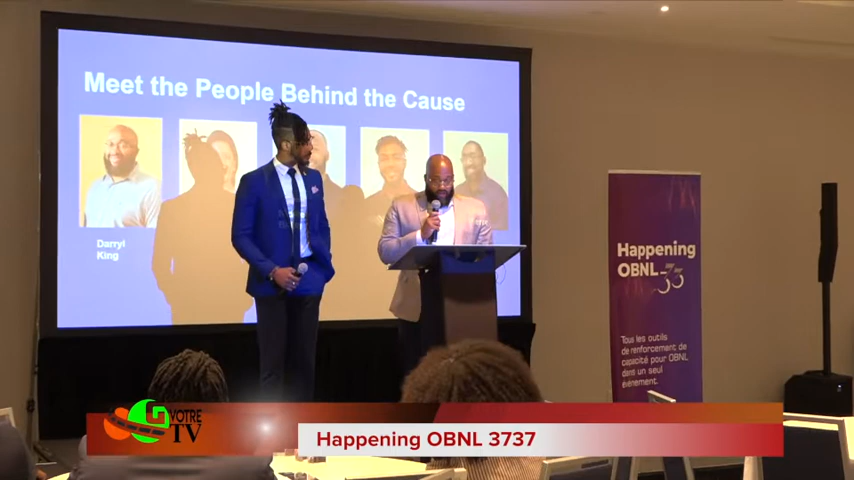 Meet the People Behind the Cause
Darryl
King
Happening
OBNL
Tous les outils
de renforcement de
capacité pour OBNL
dans un seul
événement.
VOTRE
TV
Happening OBNL 3737